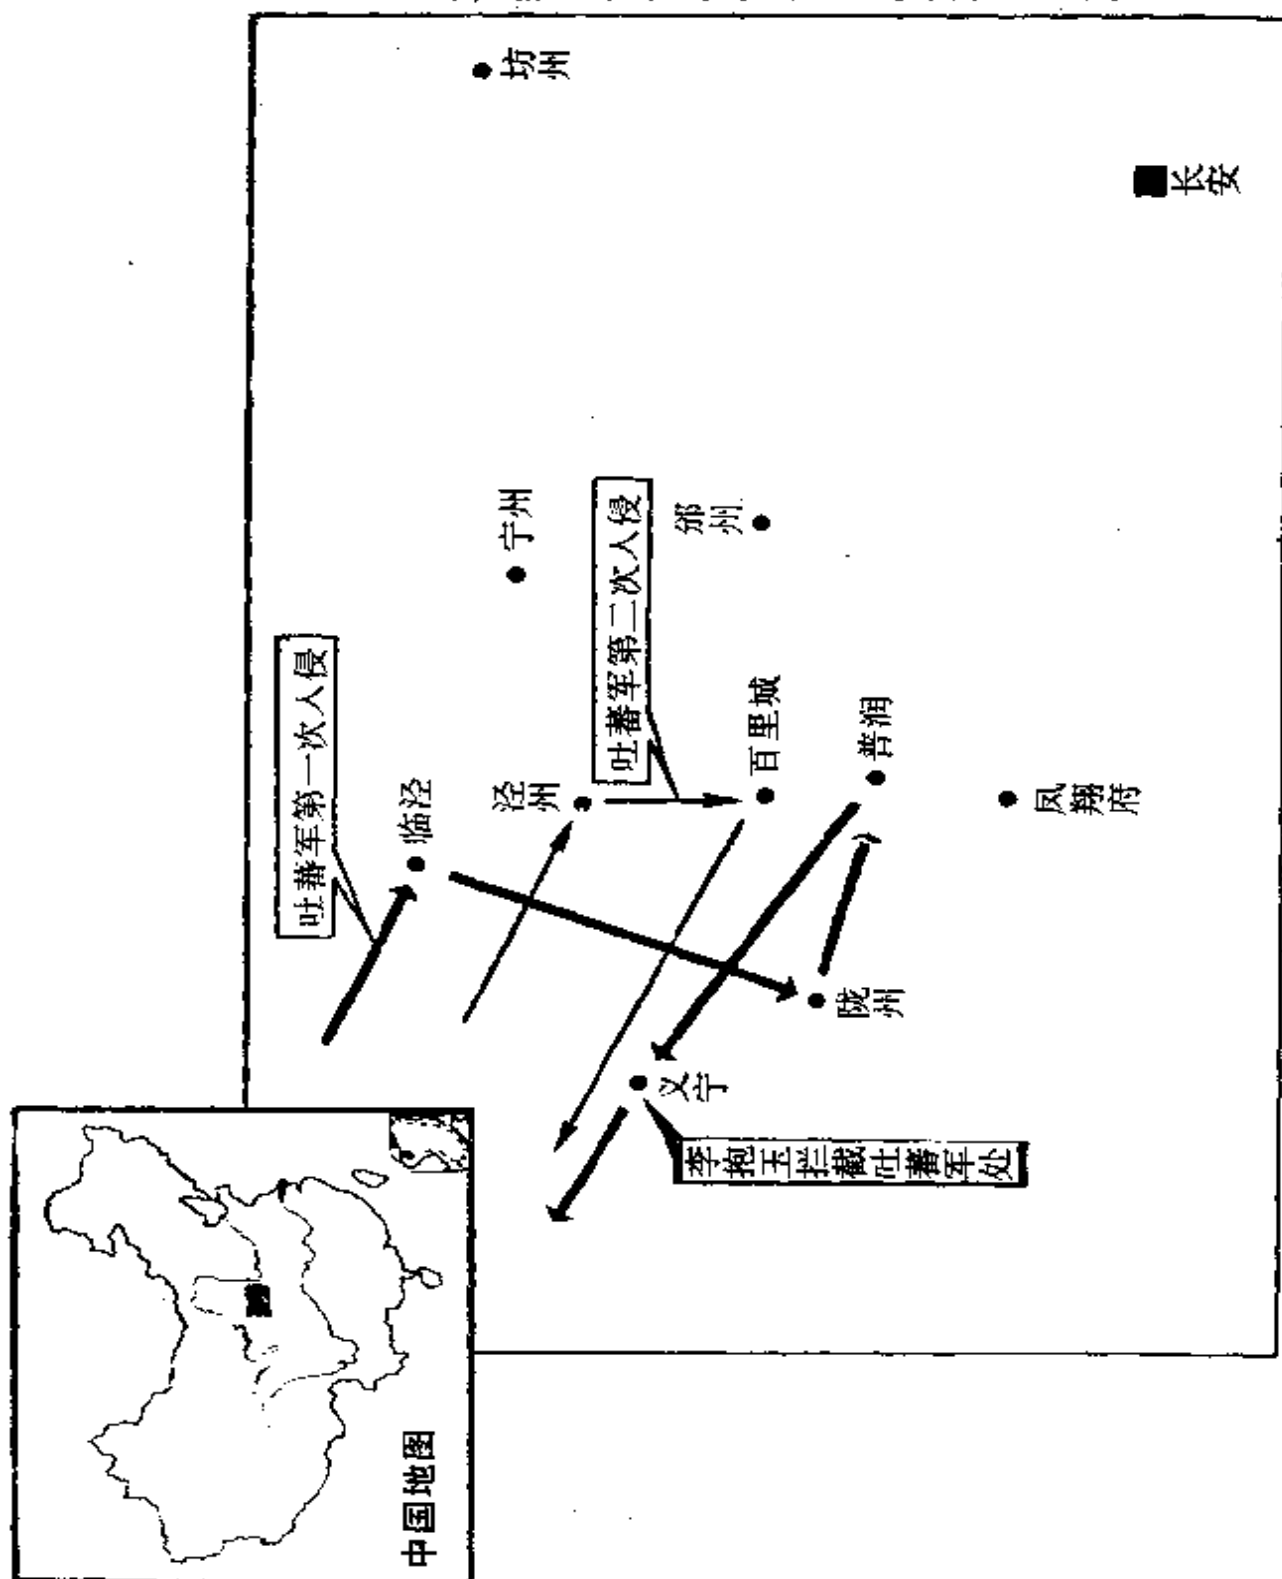 坊州
长安
宁州
邠州
吐蕃军第一次入侵
吐蕃军第二次入侵
临泾
泾州
百里城
普润
凤翔府
陇州
义宁
李抱玉拦截吐蕃军处
中国地图